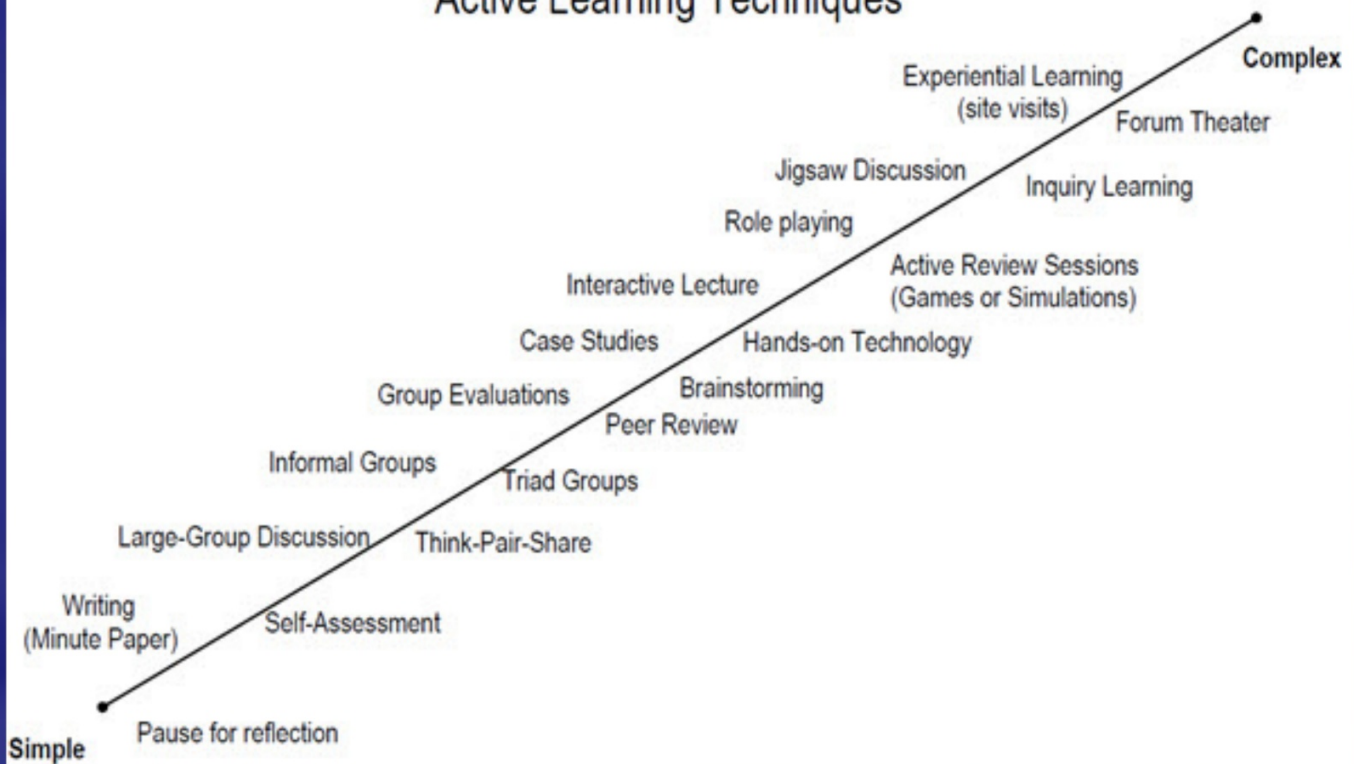 Active Learning Techniques
Complex
Experiential Learning
(site visits)
Forum Theater
Jigsaw Discussion
Inquiry Learning
Role playing
Active Review Sessions
(Games or Simulations)
Interactive Lecture
Case Studies
Hands-on Technology
Group Evaluations
Brainstorming
Peer Review
Informal Groups
Triad Groups
Large-Group Discussion
Think-Pair-Share
Writing
(Minute Paper)
Self-Assessment
Pause for reflection
Simple